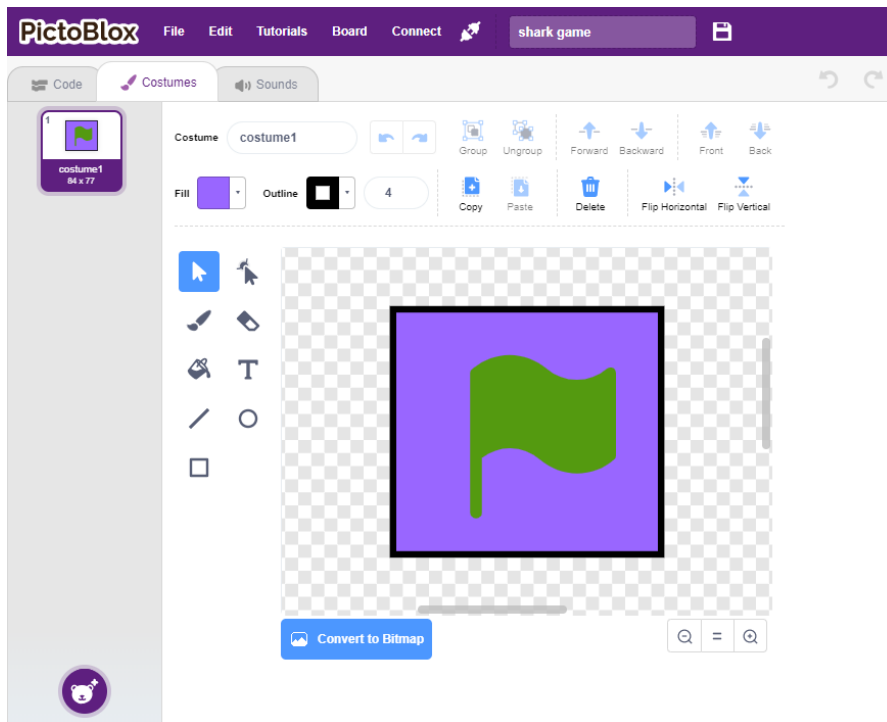 PictoBlox File Edit Tutorials Board Connect shark game
Code Costumes Sounds
1
costume1
84 x 77
Costume costume1 Group Ungroup Forward Backward Front Back
Fill Outline 4 Copy Paste Delete Flip Horizontal Flip Vertical
T
Convert to Bitmap